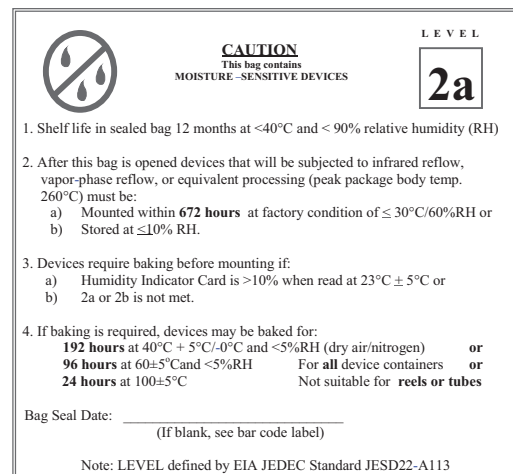 LEVEL
CAUTION
This bag contains
MOISTURE –SENSITIVE DEVICES
2a
1. Shelf life in sealed bag 12 months at <40°C and < 90% relative humidity (RH)
2. After this bag is opened devices that will be subjected to infrared reflow,
vapor-phase reflow, or equivalent processing (peak package body temp.
260°C) must be:
a) Mounted within 672 hours at factory condition of ≤ 30°C/60%RH or
b) Stored at ≤10% RH.
3. Devices require baking before mounting if:
a) Humidity Indicator Card is >10% when read at 23°C ± 5°C or
b) 2a or 2b is not met.
4. If baking is required, devices may be baked for:
192 hours at 40°C + 5°C/-0°C and <5%RH (dry air/nitrogen) or
96 hours at 60±5°Cand <5%RH For all device containers or
24 hours at 100±5°C Not suitable for reels or tubes
Bag Seal Date: ____________________________
(If blank, see bar code label)
Note: LEVEL defined by EIA JEDEC Standard JESD22-A113